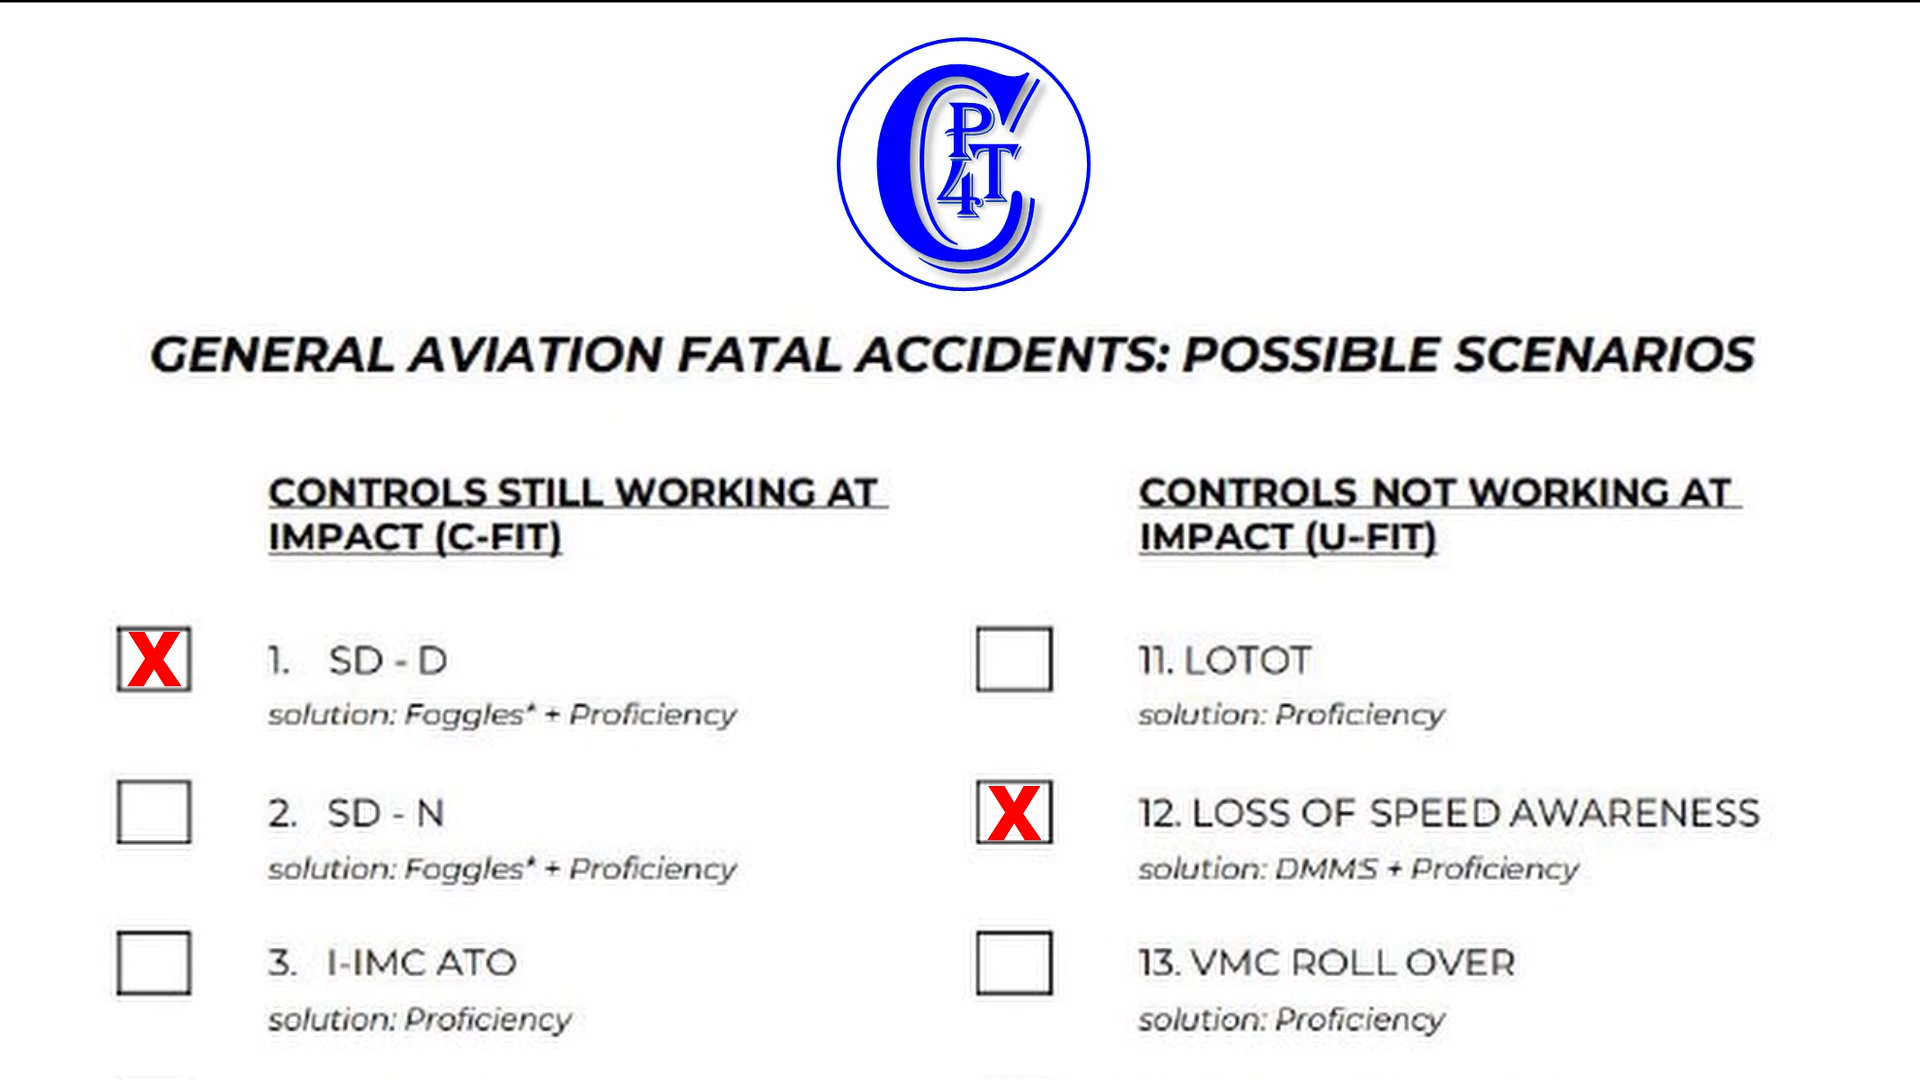 C P 4 T
GENERAL AVIATION FATAL ACCIDENTS: POSSIBLE SCENARIOS
CONTROLS STILL WORKING AT
IMPACT (C-FIT)
X 1. SD - D
solution: Foggles* + Proficiency
2. SD - N
solution: Foggles* + Proficiency
3. I-IMC ATO
solution: Proficiency
CONTROLS NOT WORKING AT
IMPACT (U-FIT)
11. LOTOT
solution: Proficiency
X 12. LOSS OF SPEED AWARENESS
solution: DMMS + Proficiency
13. VMC ROLL OVER
solution: Proficiency